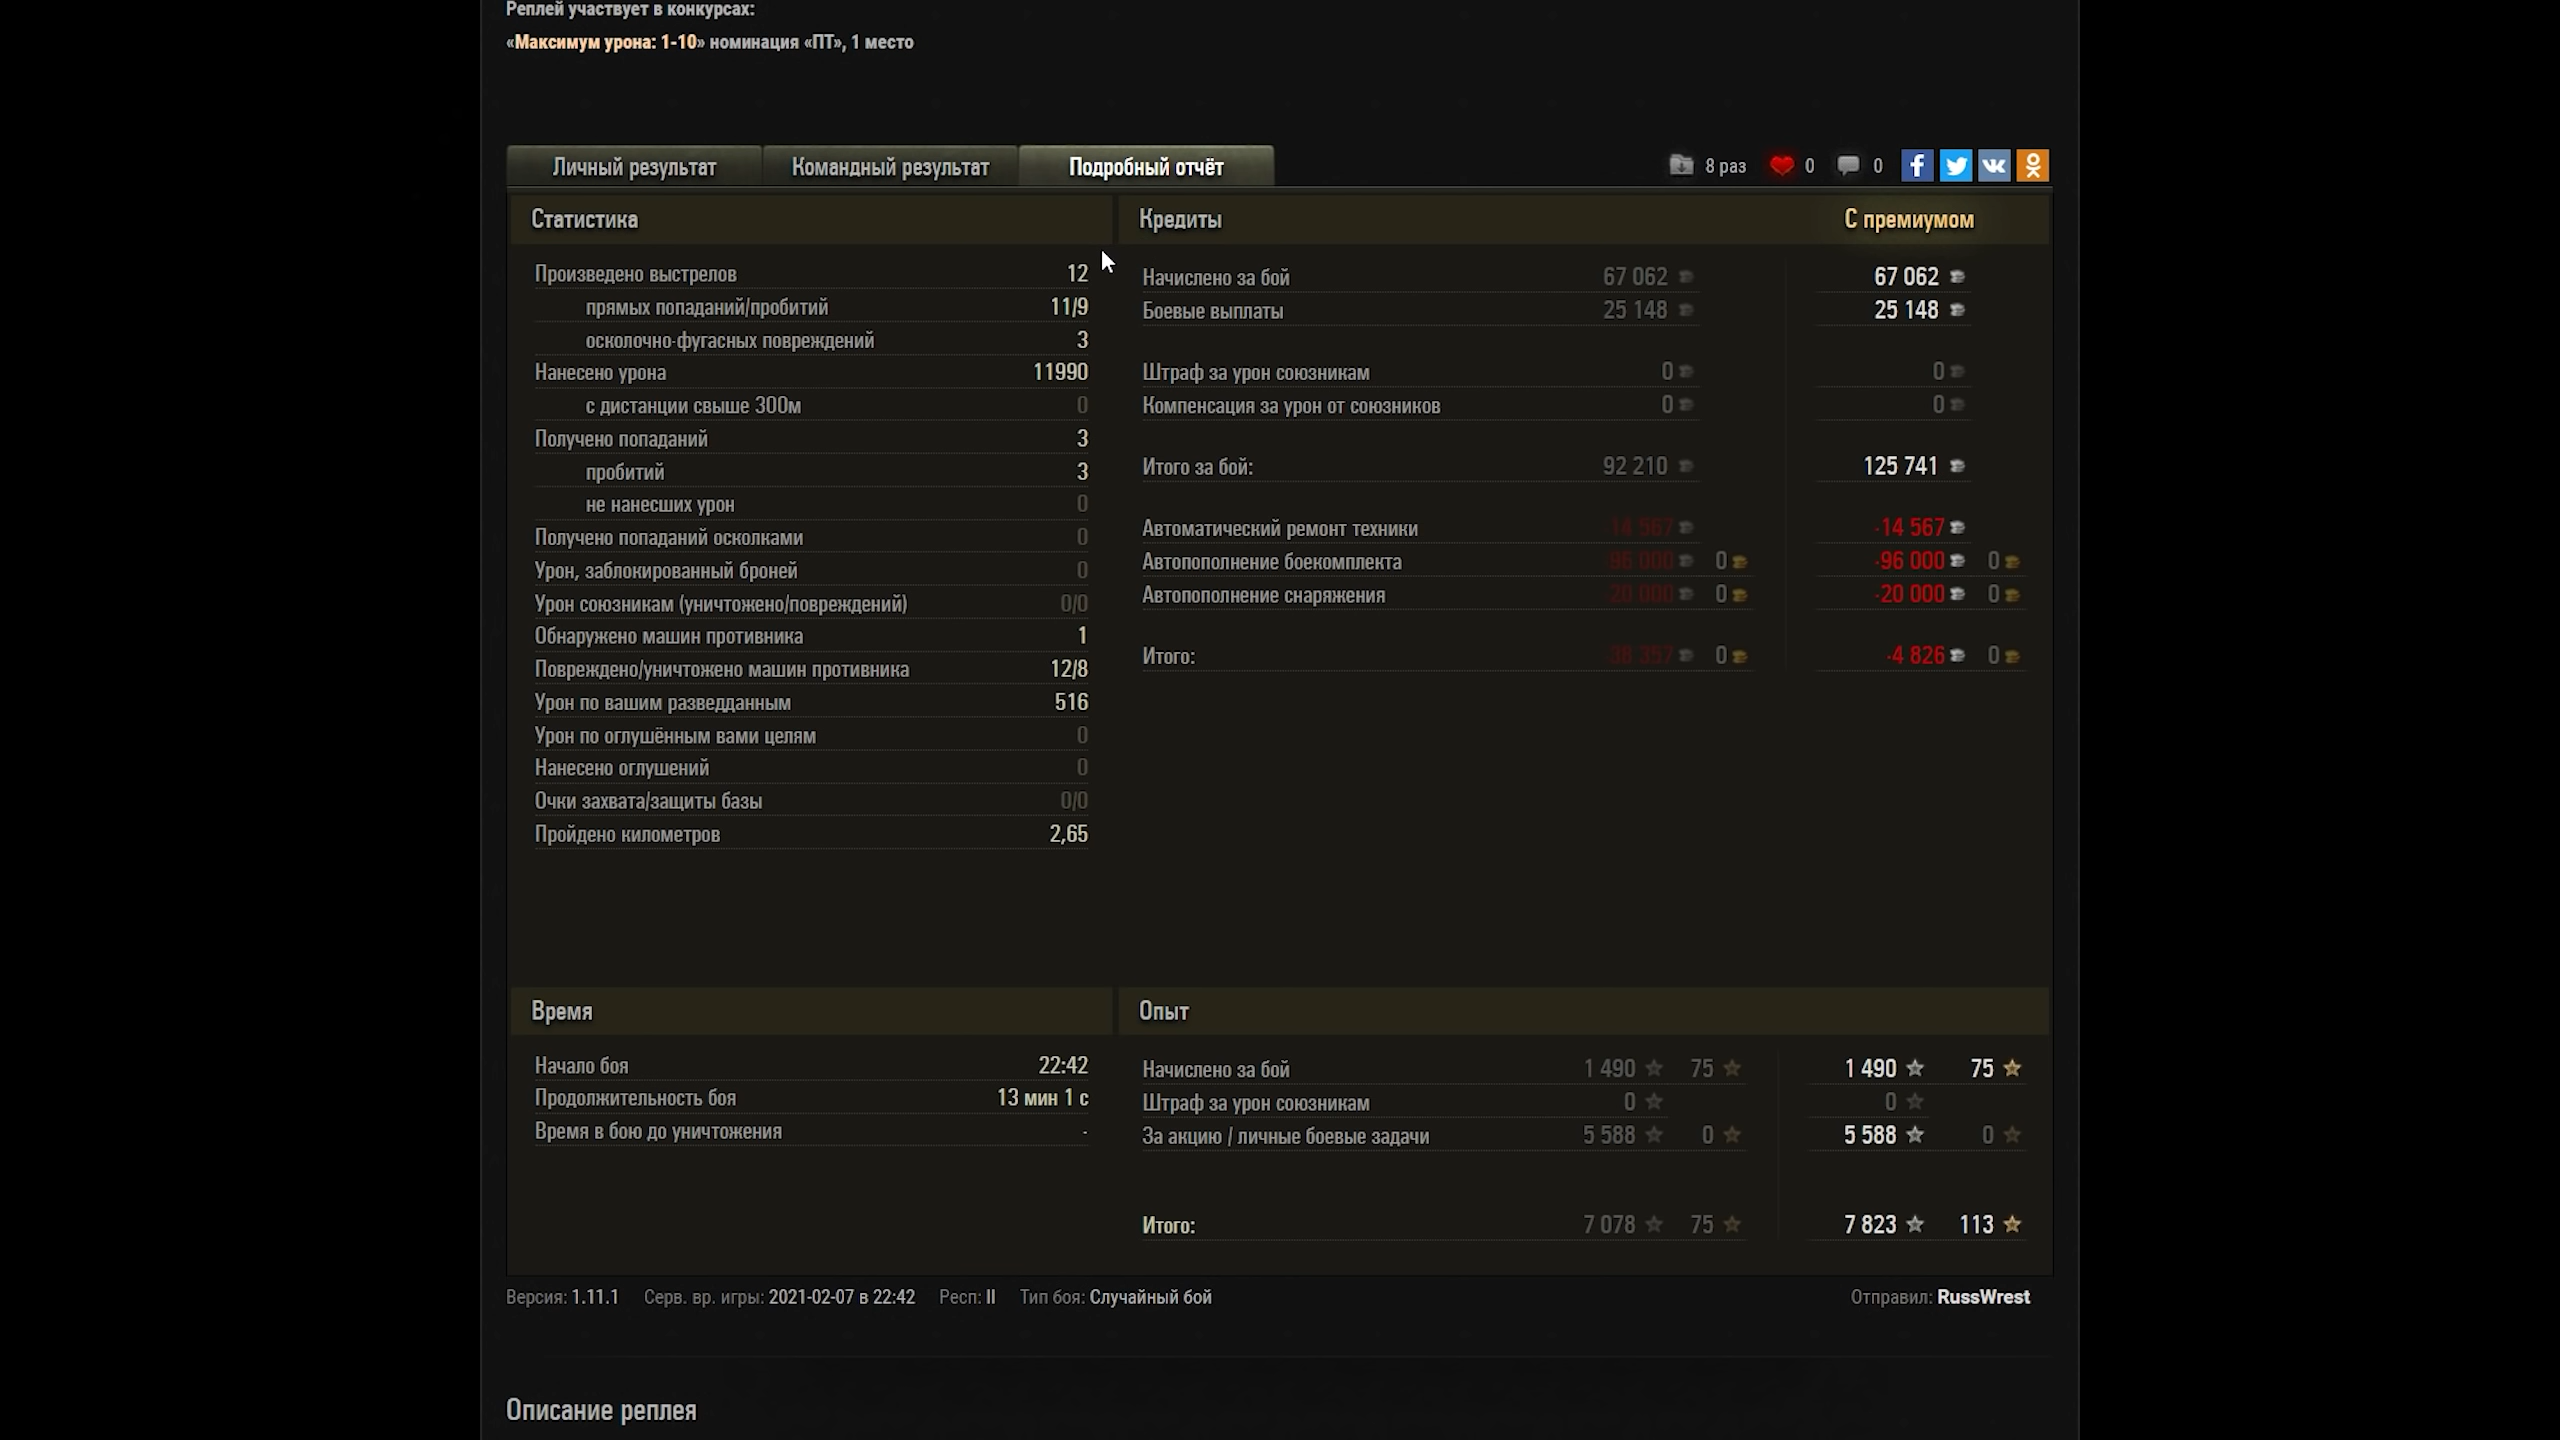 Реплей участвует в конкурсах:
«Максимум урона: 1-10» номинация «ПТ», 1 место
Личный результат
Командный результат
Подробный отчёт
8 раз
0
0
Статистика
Произведено выстрелов 12
прямых попаданий/пробитий 11/9
осколочно-фугасных повреждений 3
Нанесено урона 11990
с дистанции свыше 300м 0
Получено попаданий 3
пробитий 3
не нанесших урон 0
Получено попаданий осколками 0
Урон, заблокированный броней 0
Урон союзникам (уничтожено/повреждений) 0/0
Обнаружено машин противника 1
Повреждено/уничтожено машин противника 12/8
Урон по вашим разведданным 516
Урон по оглушённым вами целям 0
Нанесено оглушений 0
Очки захвата/защиты базы 0/0
Пройдено километров 2,65
Кредиты С премиумом
Начислено за бой 67 062 67 062
Боевые выплаты 25 148 25 148
Штраф за урон союзникам 0 0
Компенсация за урон от союзников 0 0
Итого за бой: 92 210 125 741
Автоматический ремонт техники -14 567 -14 567
Автопополнение боекомплекта -96 000 0 -96 000 0
Автопополнение снаряжения -20 000 0 -20 000 0
Итого: -38 357 0 -4 826 0
Время
Начало боя 22:42
Продолжительность боя 13 мин 1 с
Время в бою до уничтожения -
Опыт
Начислено за бой 1 490 75 1 490 75
Штраф за урон союзникам 0 0
За акцию / личные боевые задачи 5 588 0 5 588 0
Итого: 7 078 75 7 823 113
Версия: 1.11.1 Серв. вр. игры: 2021-02-07 в 22:42 Респ: II Тип боя: Случайный бой Отправил: RussWrest
Описание реплея